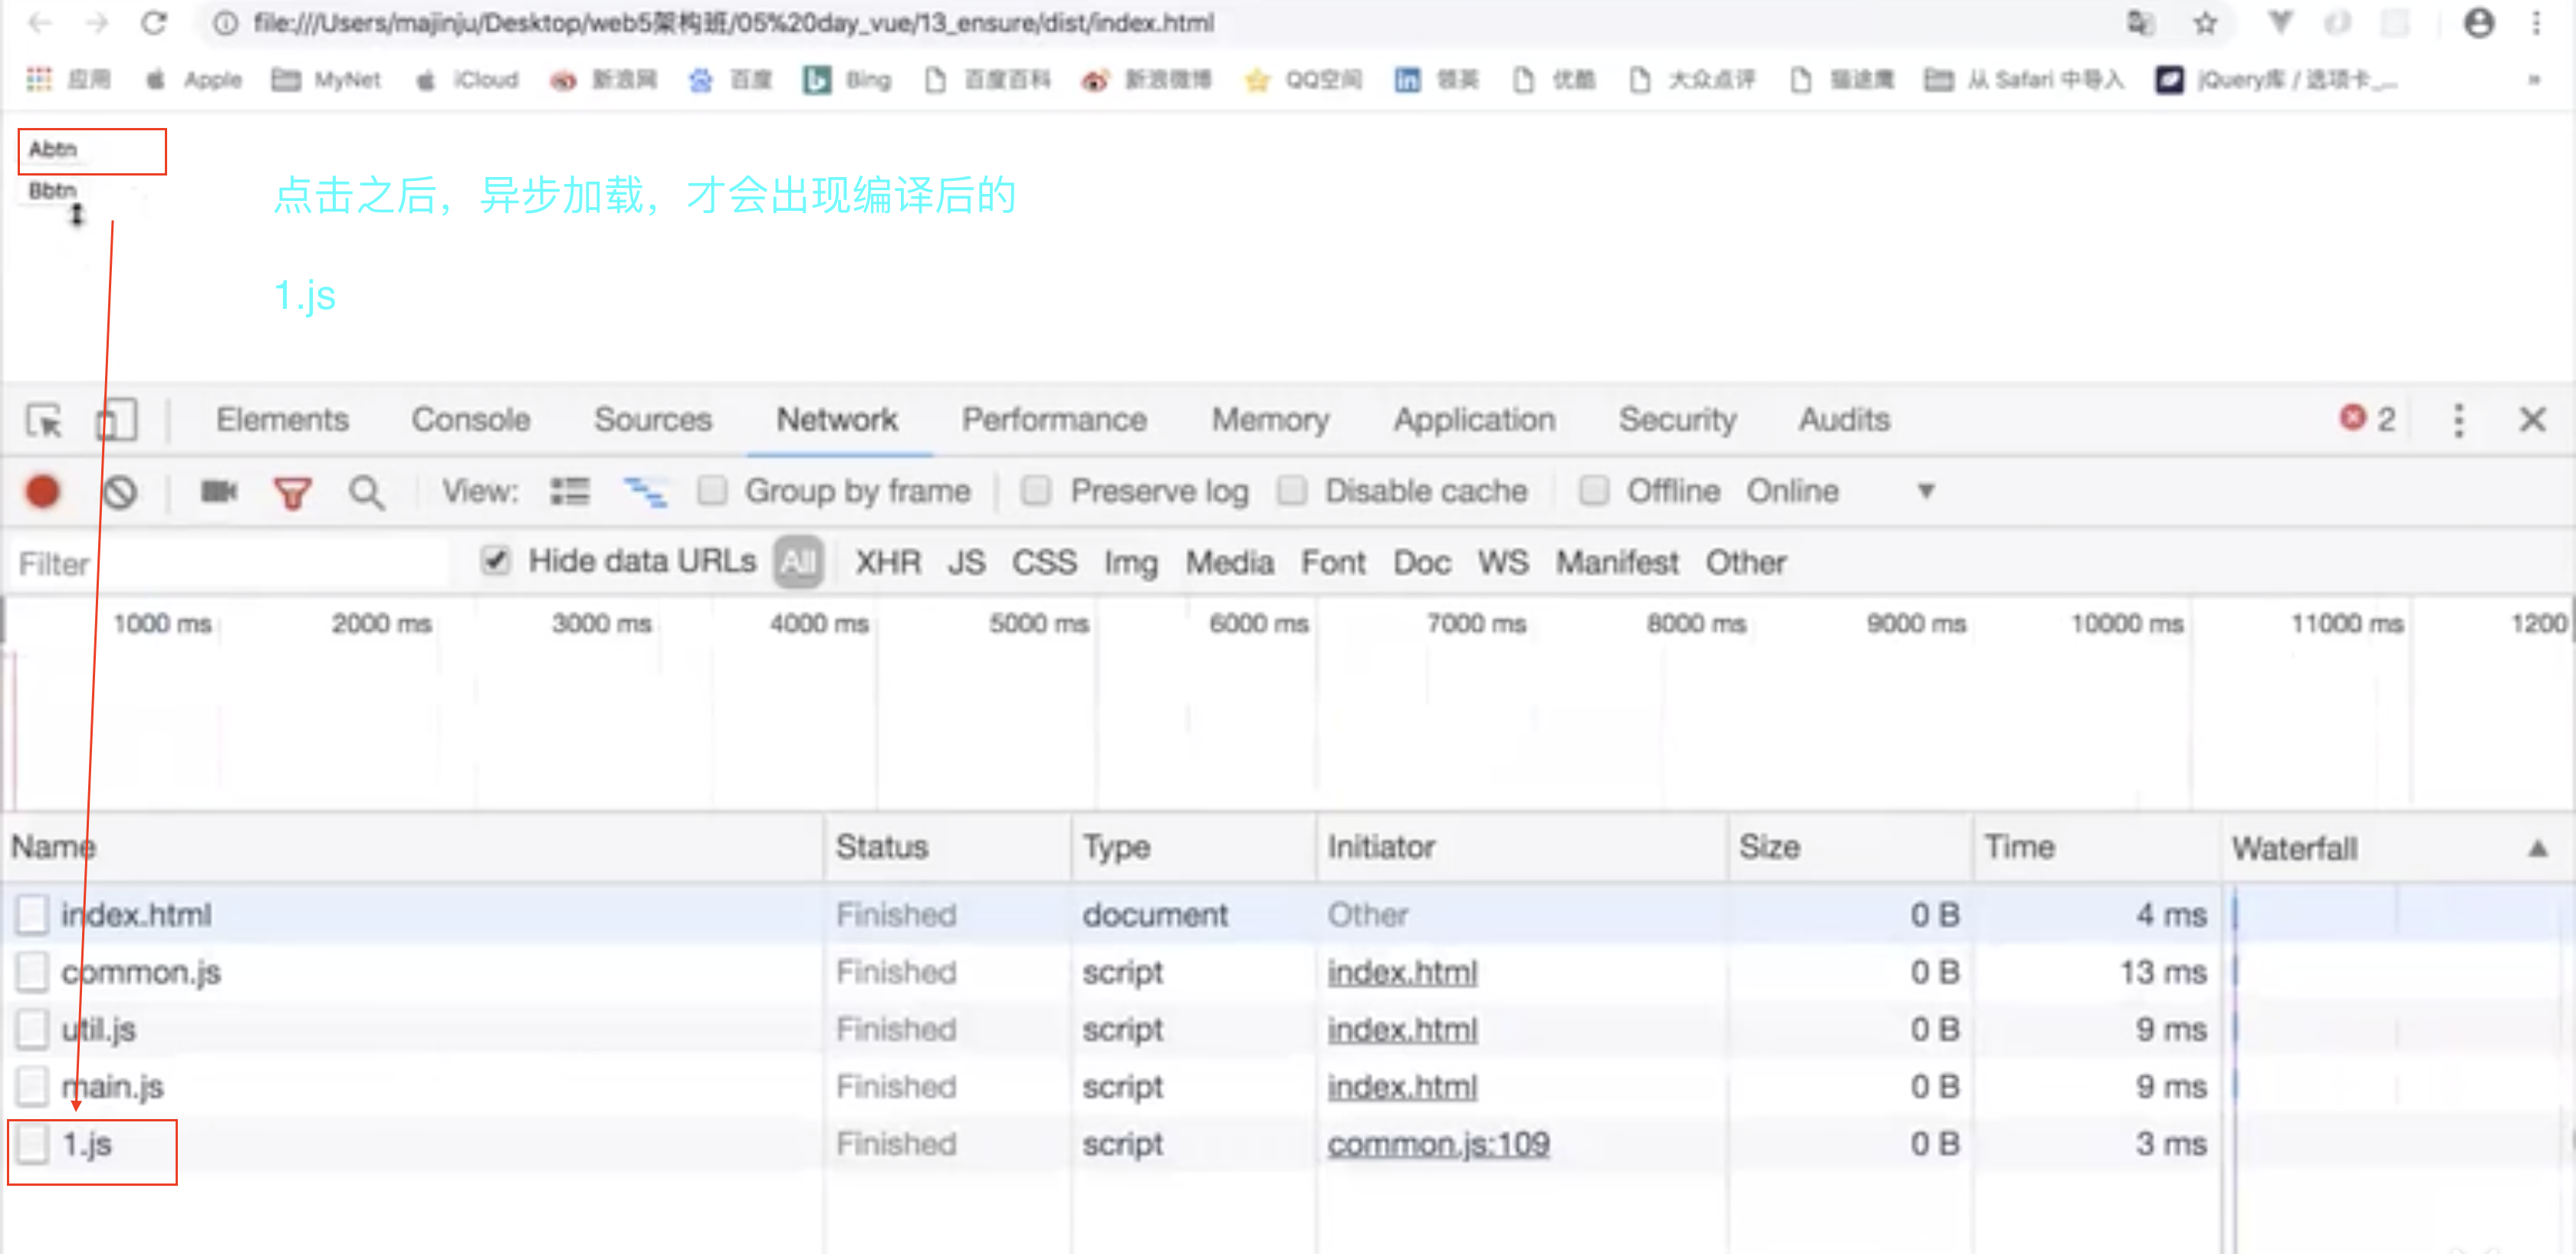 file:///Users/majinju/Desktop/web5架构班/05%20day_vue/13_ensure/dist/index.html
应用 Apple MyNet iCloud 新浪网 百度 Bing 百度百科 新浪微博 QQ空间 领英 优酷 大众点评 猫途鹰 从 Safari 中导入 jQuery库 / 选项卡_... »
Abtn
Bbtn
点击之后，异步加载，才会出现编译后的
1.js
Elements Console Sources Network Performance Memory Application Security Audits 2
View: Group by frame Preserve log Disable cache Offline Online
Filter Hide data URLs All XHR JS CSS Img Media Font Doc WS Manifest Other
1000 ms 2000 ms 3000 ms 4000 ms 5000 ms 6000 ms 7000 ms 8000 ms 9000 ms 10000 ms 11000 ms 1200
Name Status Type Initiator Size Time Waterfall
index.html Finished document Other 0 B 4 ms
common.js Finished script index.html 0 B 13 ms
util.js Finished script index.html 0 B 9 ms
main.js Finished script index.html 0 B 9 ms
1.js Finished script common.js:109 0 B 3 ms